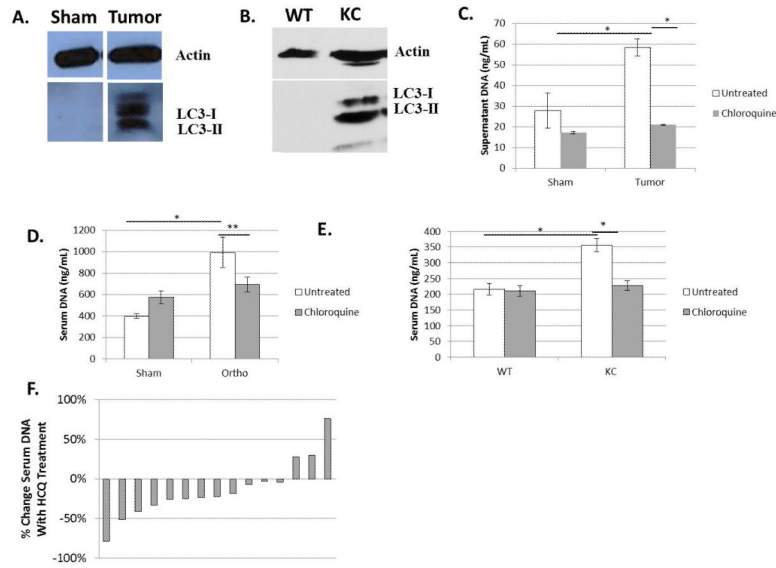 A.
Sham Tumor
Actin
LC3-I
LC3-II
B.
WT KC
Actin
LC3-I
LC3-II
C.
Supernatant DNA (ng/mL)
70
60
50
40
30
20
10
0
*
*
Sham Tumor
Untreated
Chloroquine
D.
Serum DNA (ng/mL)
1200
1000
800
600
400
200
0
*
**
Sham Ortho
Untreated
Chloroquine
E.
Serum DNA (ng/mL)
400
350
300
250
200
150
100
50
0
*
*
WT KC
Untreated
Chloroquine
F.
% Change Serum DNA
With HCQ Treatment
100%
50%
0%
-50%
-100%